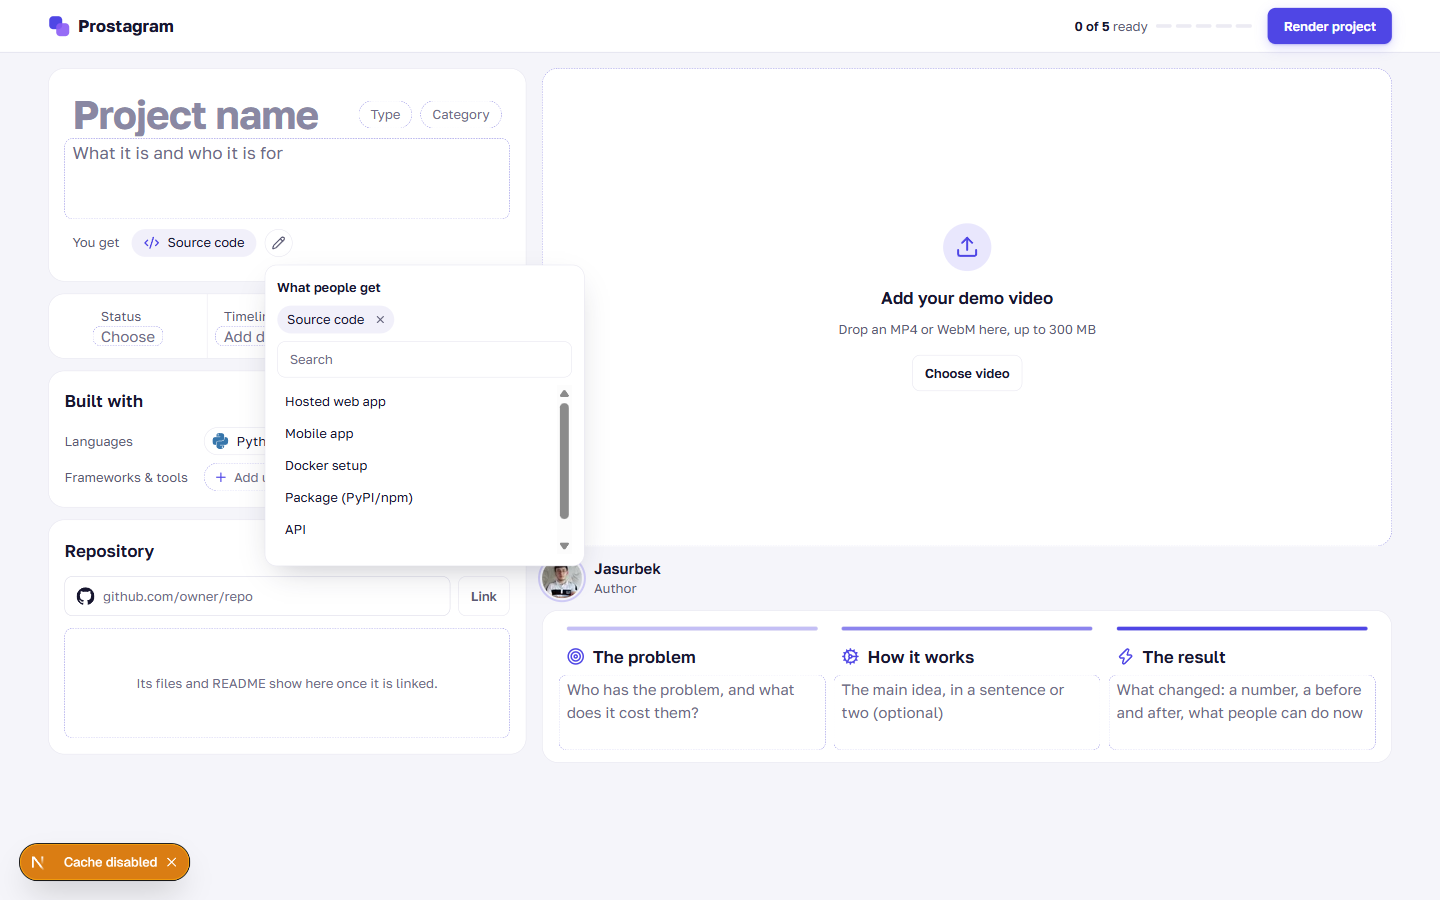 Prostagram
0 of 5 ready
Render project
Project name
Type
Category
What it is and who it is for
You get
Source code
What people get
Source code
Search
Hosted web app
Mobile app
Docker setup
Package (PyPI/npm)
API
Status
Choose
Timelin
Add d
Built with
Languages
Pyth
Frameworks & tools
Add u
Repository
github.com/owner/repo
Link
Its files and README show here once it is linked.
Add your demo video
Drop an MP4 or WebM here, up to 300 MB
Choose video
Jasurbek
Author
The problem
Who has the problem, and what
does it cost them?
How it works
The main idea, in a sentence or
two (optional)
The result
What changed: a number, a before
and after, what people can do now
Cache disabled